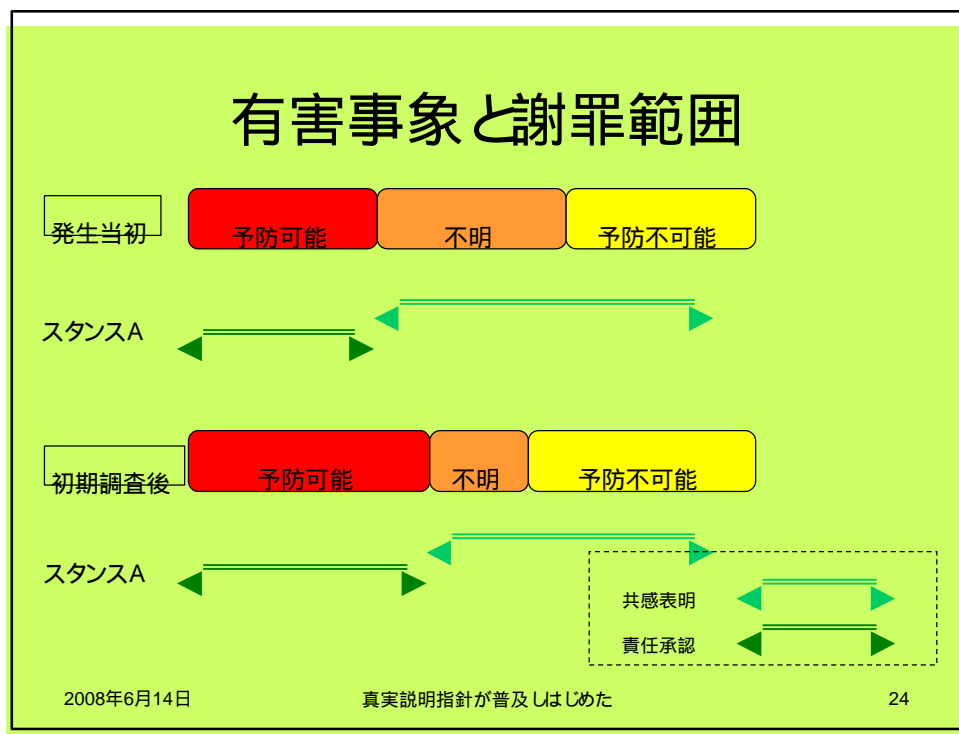 有害事象と謝罪範囲
発生当初
予防可能
不明
予防不可能
スタンスA
初期調査後
予防可能
不明
予防不可能
スタンスA
共感表明
責任承認
2008年6月14日
真実説明指針が普及しはじめた
24